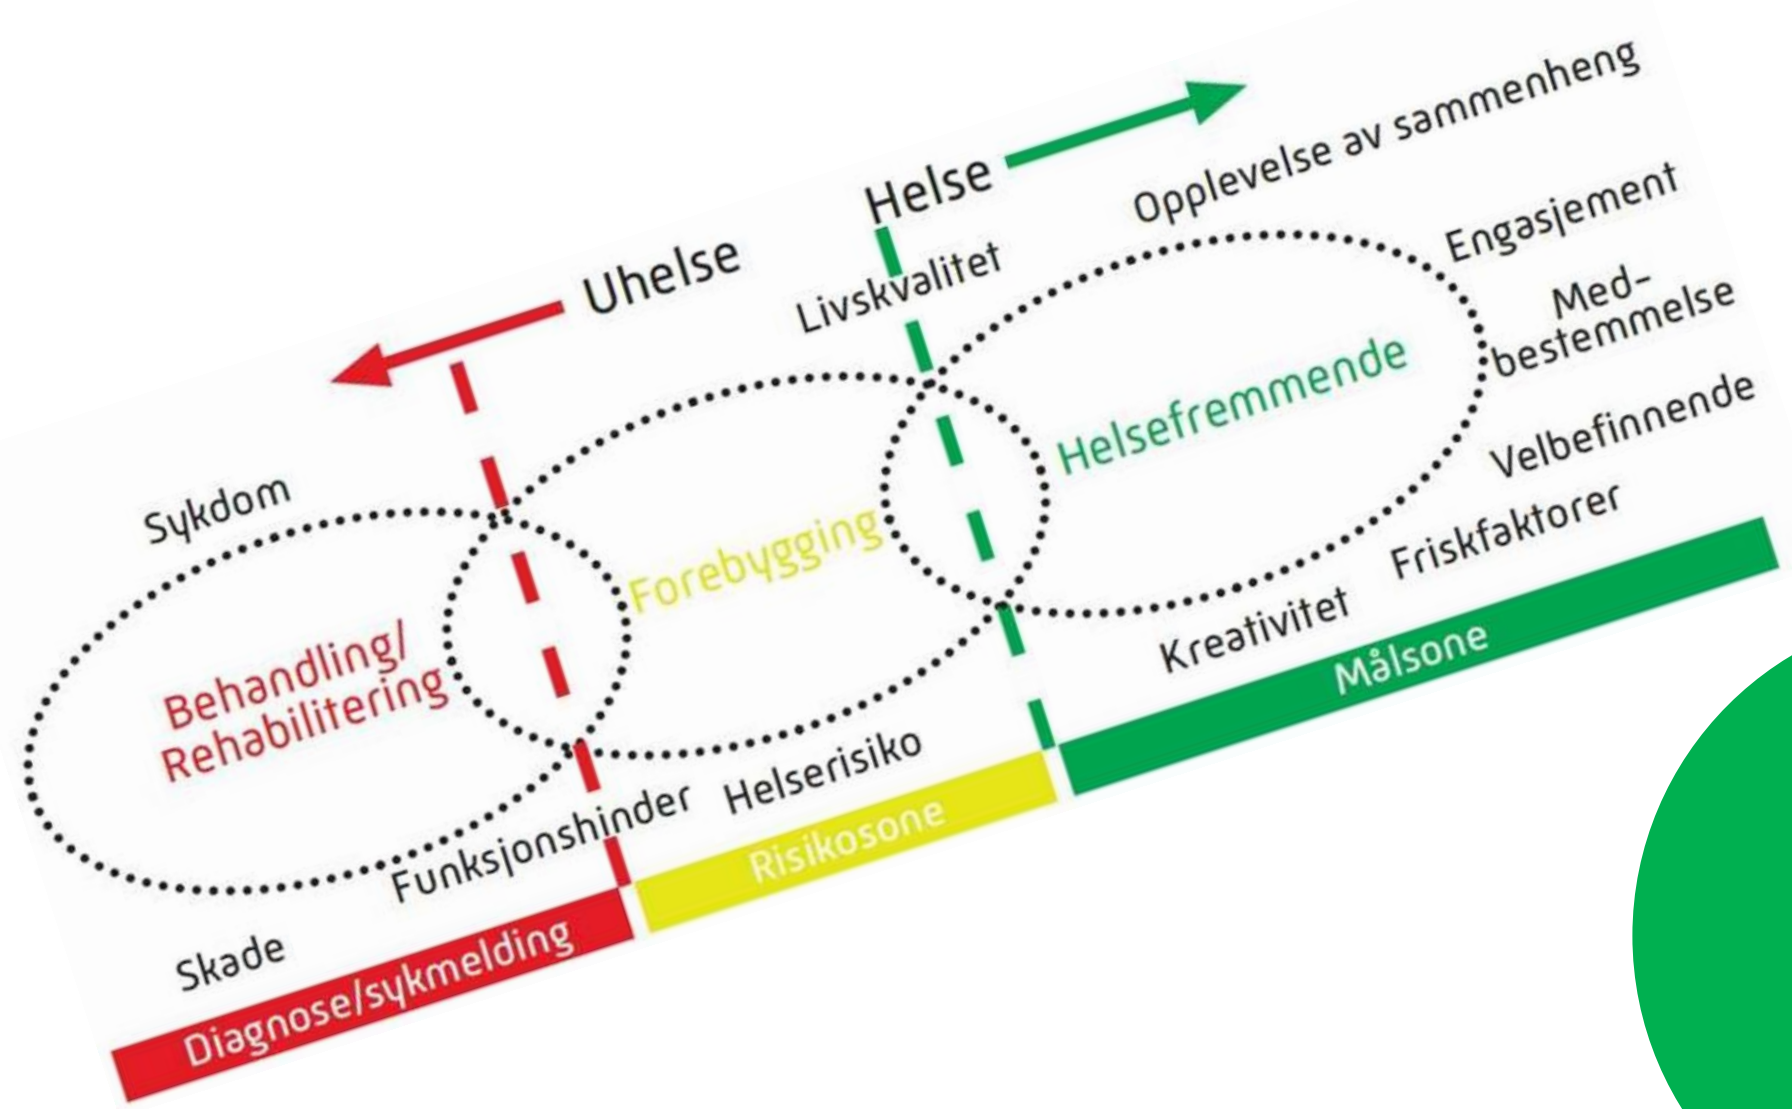 Opplevelse av sammenheng
Helse
Engasjement
Uhelse
Livskvalitet
Med-
bestemmelse
Helsefremmende
Velbefinnende
Sykdom
Forebygging
Friskfaktorer
Behandling/
Rehabilitering
Kreativitet
Målsone
Helserisiko
Funksjonshinder
Risikosone
Skade
Diagnose/sykmelding